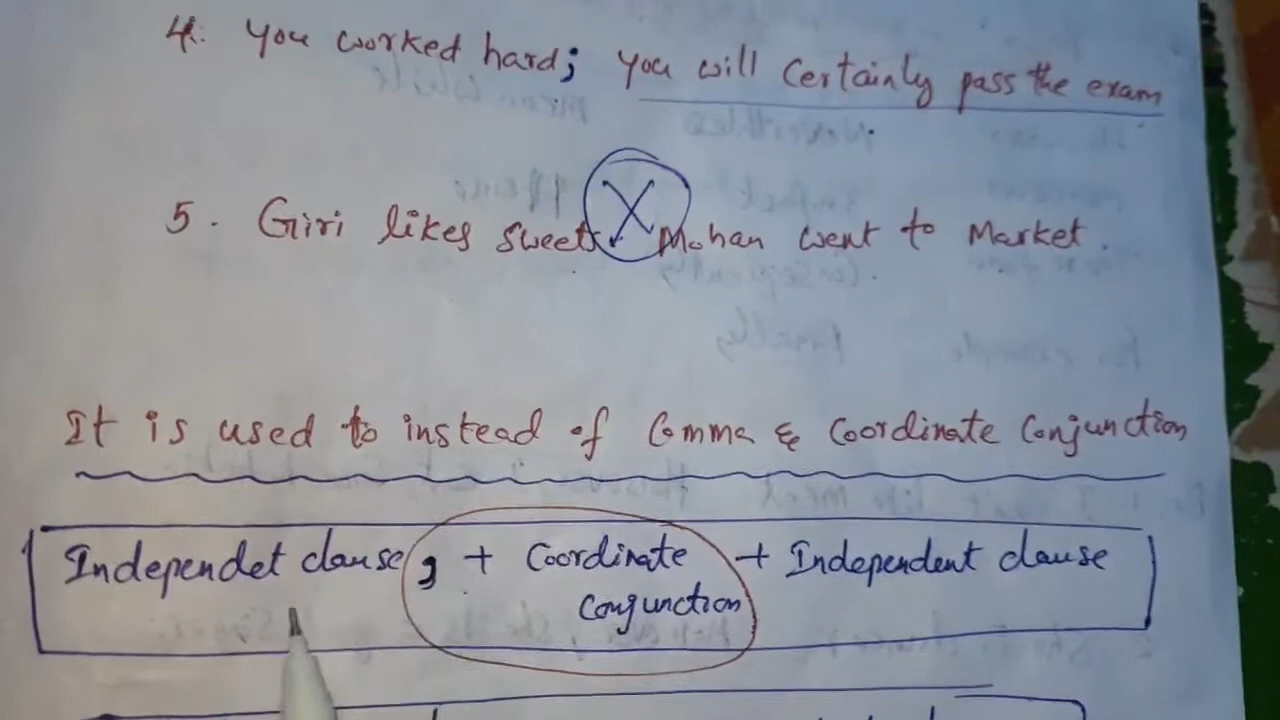 4. You worked hard; you will certainly pass the exam.
5. Giri likes sweets. Mohan went to Market.
It is used to instead of Comma & Coordinate Conjunction
Independet clause, + Coordinate + Independent clause
Conjunction